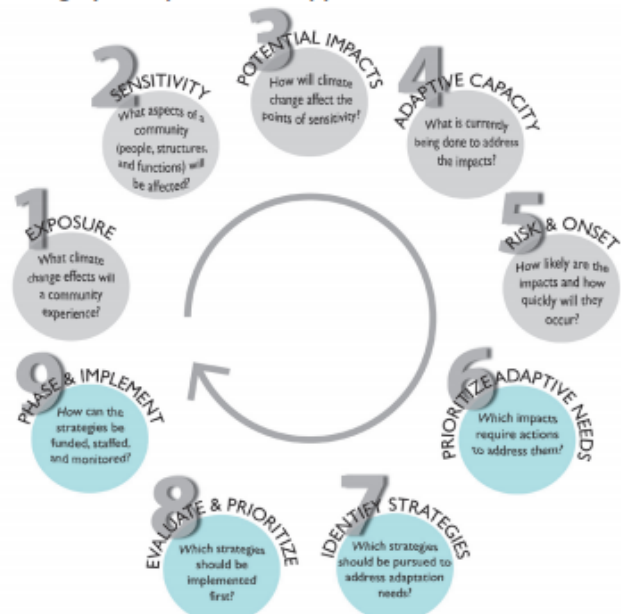 1
EXPOSURE
What climate
change effects will
a community
experience?
2
SENSITIVITY
What aspects of a
community
(people, structures,
and functions) will
be affected?
3
POTENTIAL IMPACTS
How will climate
change affect the
points of sensitivity?
4
ADAPTIVE CAPACITY
What is currently
being done to address
the impacts?
5
RISK & ONSET
How likely are the
impacts and how
quickly will they
occur?
6
PRIORITIZE ADAPTIVE NEEDS
Which impacts
require actions
to address them?
7
IDENTIFY STRATEGIES
Which strategies
should be pursued to
address adaptation
needs?
8
EVALUATE & PRIORITIZE
Which strategies
should be
implemented
first?
9
PHASE & IMPLEMENT
How can the
strategies be
funded, staffed,
and monitored?